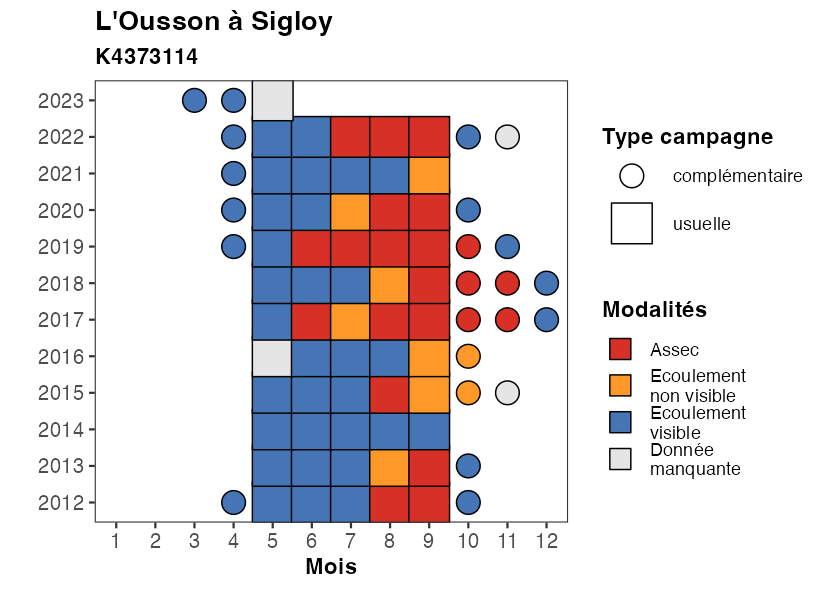 L'Ousson à Sigloy
K4373114
2023
2022
2021
2020
2019
2018
2017
2016
2015
2014
2013
2012
1 2 3 4 5 6 7 8 9 10 11 12
Mois
Type campagne
complémentaire
usuelle
Modalités
Assec
Ecoulement
non visible
Ecoulement
visible
Donnée
manquante